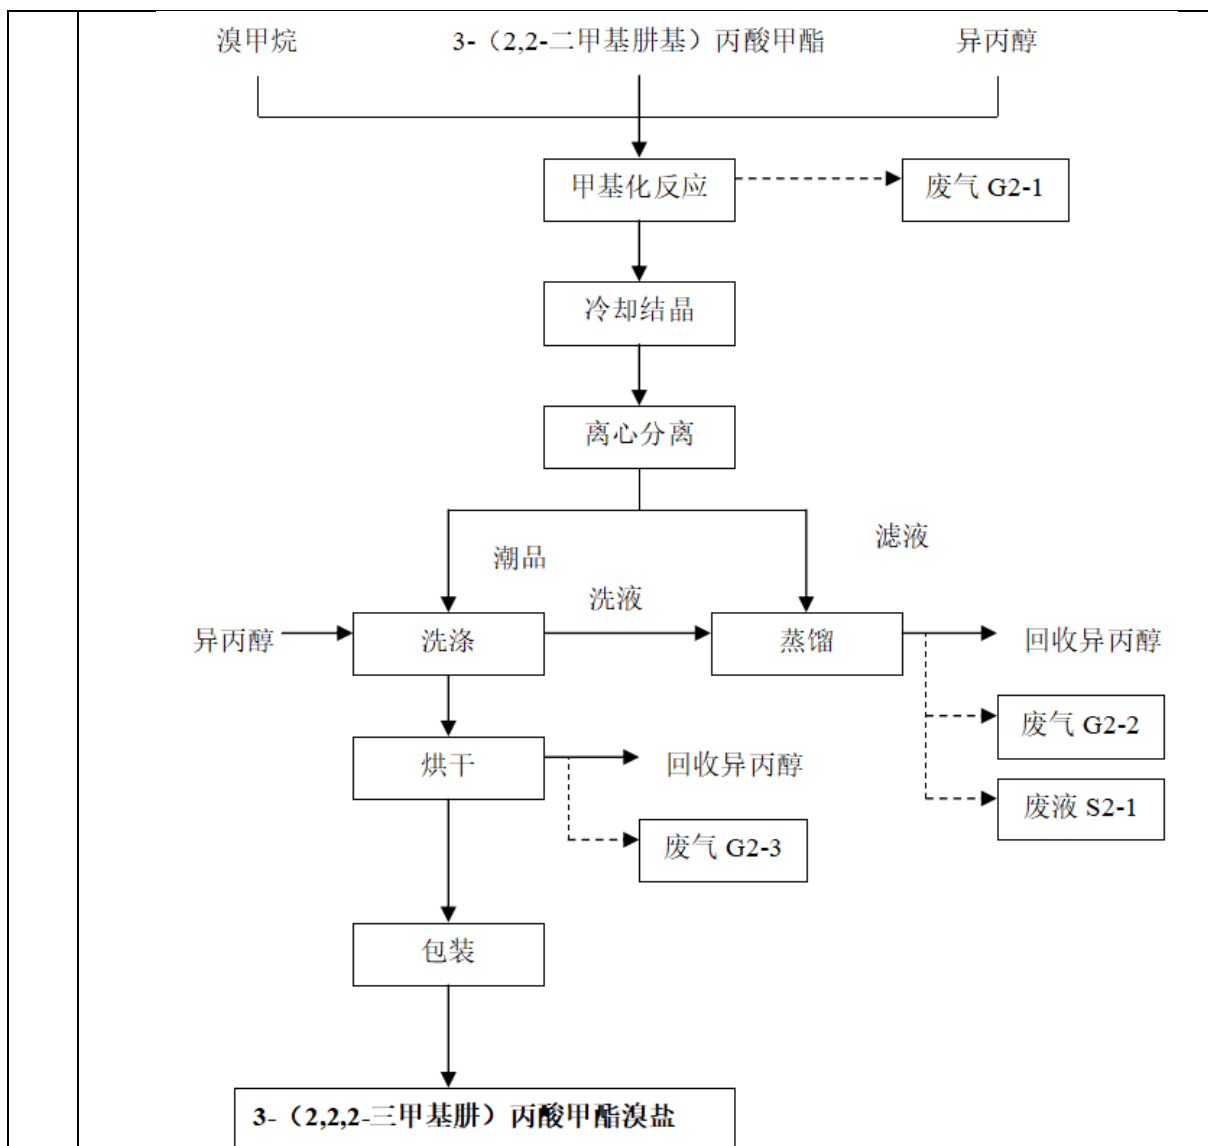 溴甲烷
3-（2,2-二甲基肼基）丙酸甲酯
异丙醇
甲基化反应
废气 G2-1
冷却结晶
离心分离
潮品
滤液
洗液
异丙醇
洗涤
蒸馏
回收异丙醇
废气 G2-2
烘干
回收异丙醇
废液 S2-1
废气 G2-3
包装
3-（2,2,2-三甲基肼）丙酸甲酯溴盐